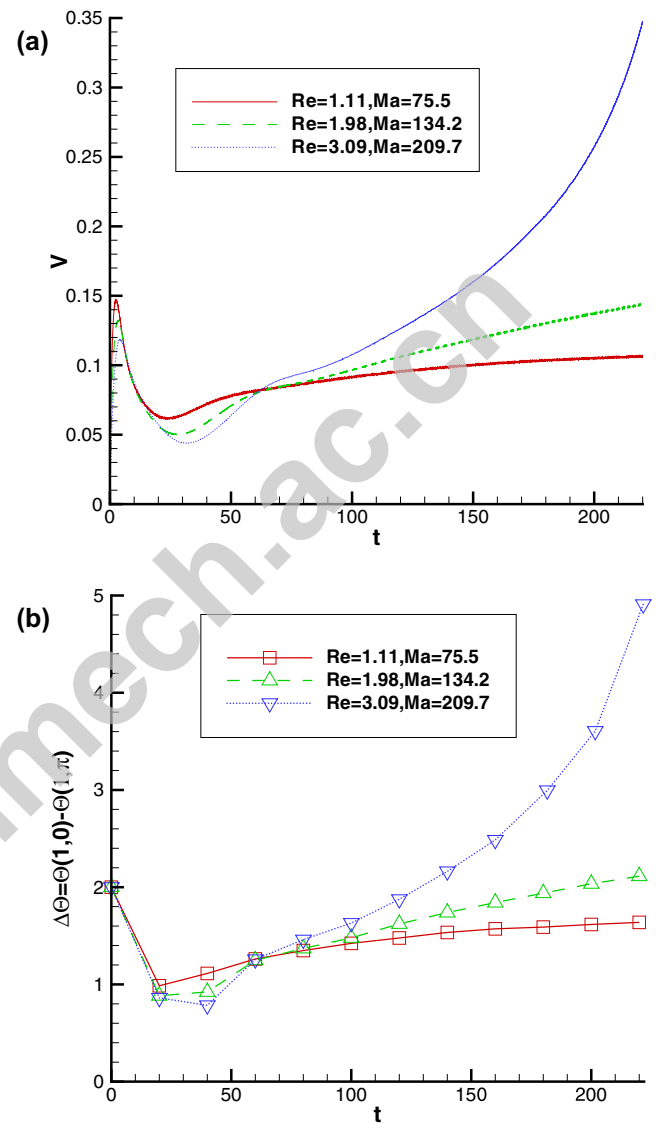 (a)
0.35
0.3
0.25
0.2
0.15
0.1
0.05
0
V
Re=1.11,Ma=75.5
Re=1.98,Ma=134.2
Re=3.09,Ma=209.7
0 50 100 150 200
t
(b)
5
4
3
2
1
0
ΔΘ=Θ(1,0)-Θ(1,π)
Re=1.11,Ma=75.5
Re=1.98,Ma=134.2
Re=3.09,Ma=209.7
0 50 100 150 200
t
mech.ac.cn